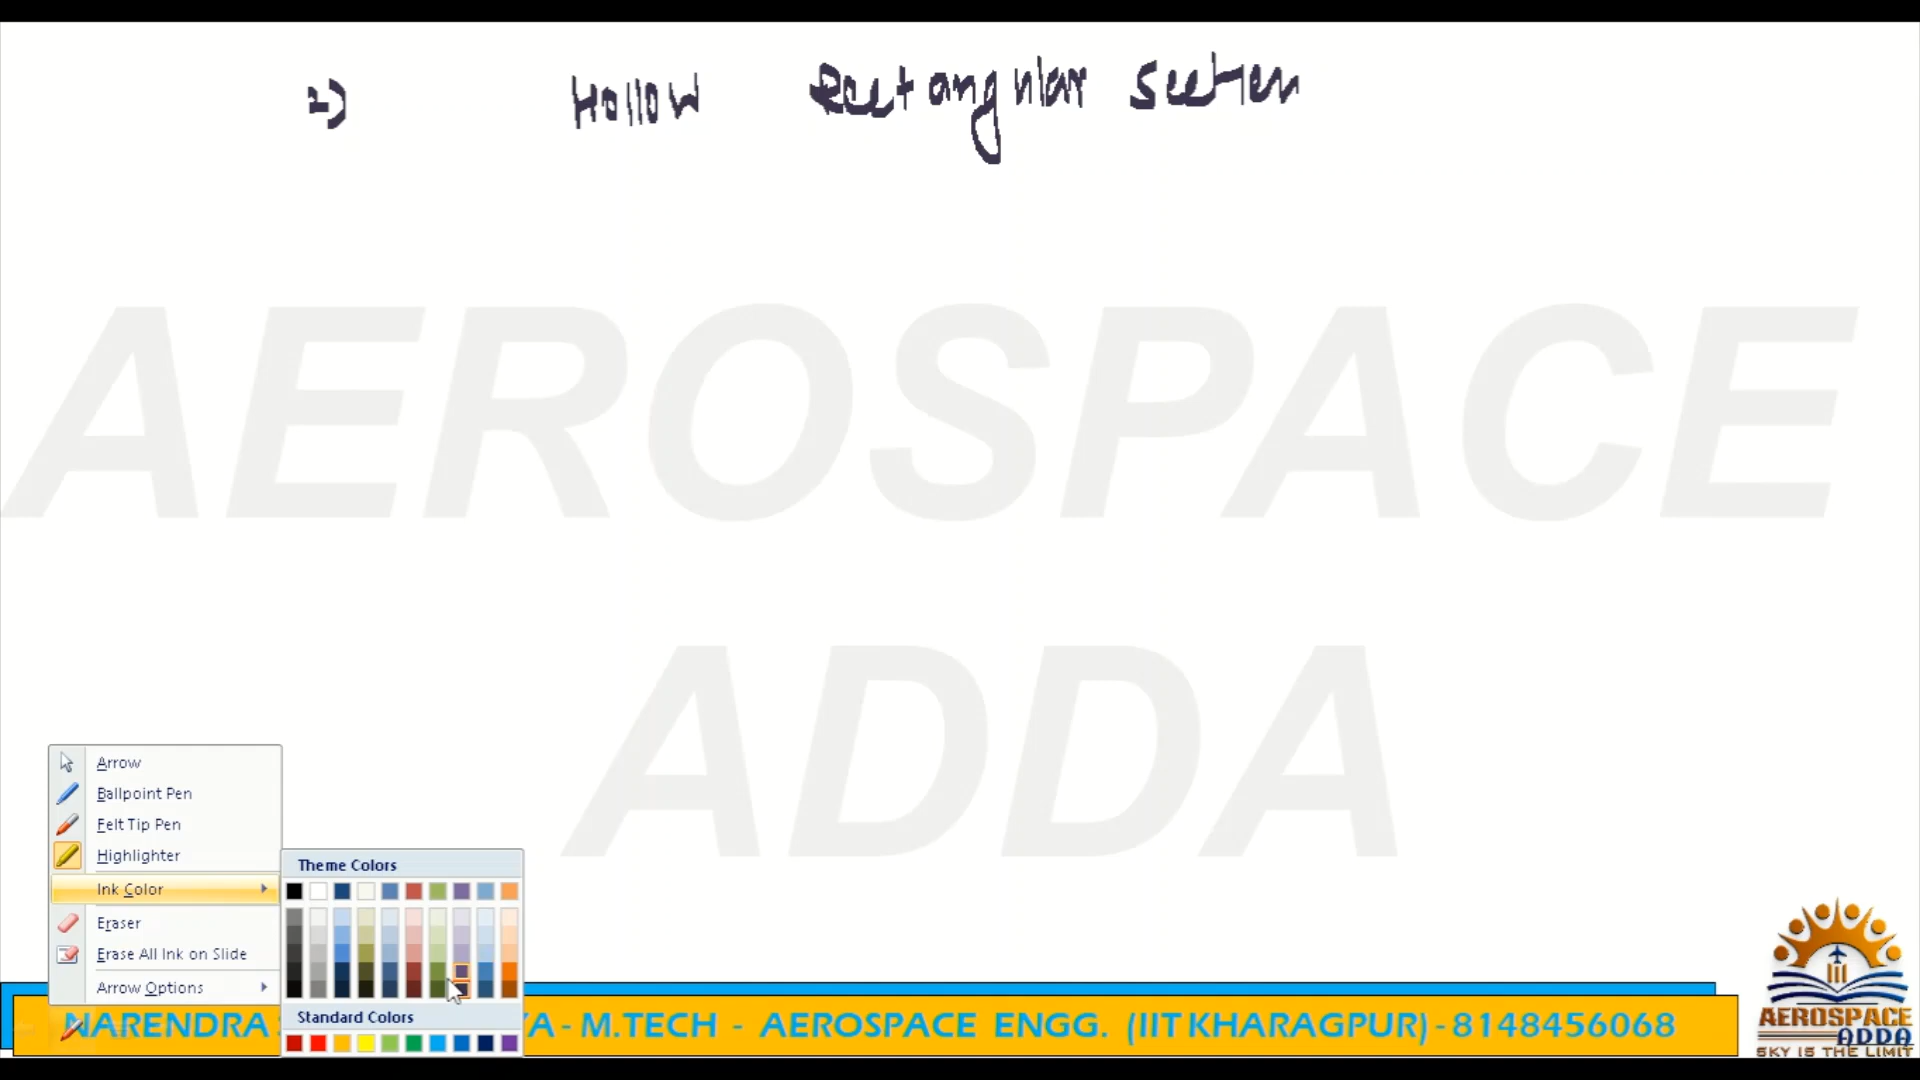 2) Hollow Rectangular Section
AEROSPACE
ADDA
Arrow
Ballpoint Pen
Felt Tip Pen
Highlighter
Ink Color
Eraser
Erase All Ink on Slide
Arrow Options
Theme Colors
Standard Colors
NARENDRA YA - M.TECH - AEROSPACE ENGG. (IIT KHARAGPUR) - 8148456068
AEROSPACE
ADDA
SKY IS THE LIMIT